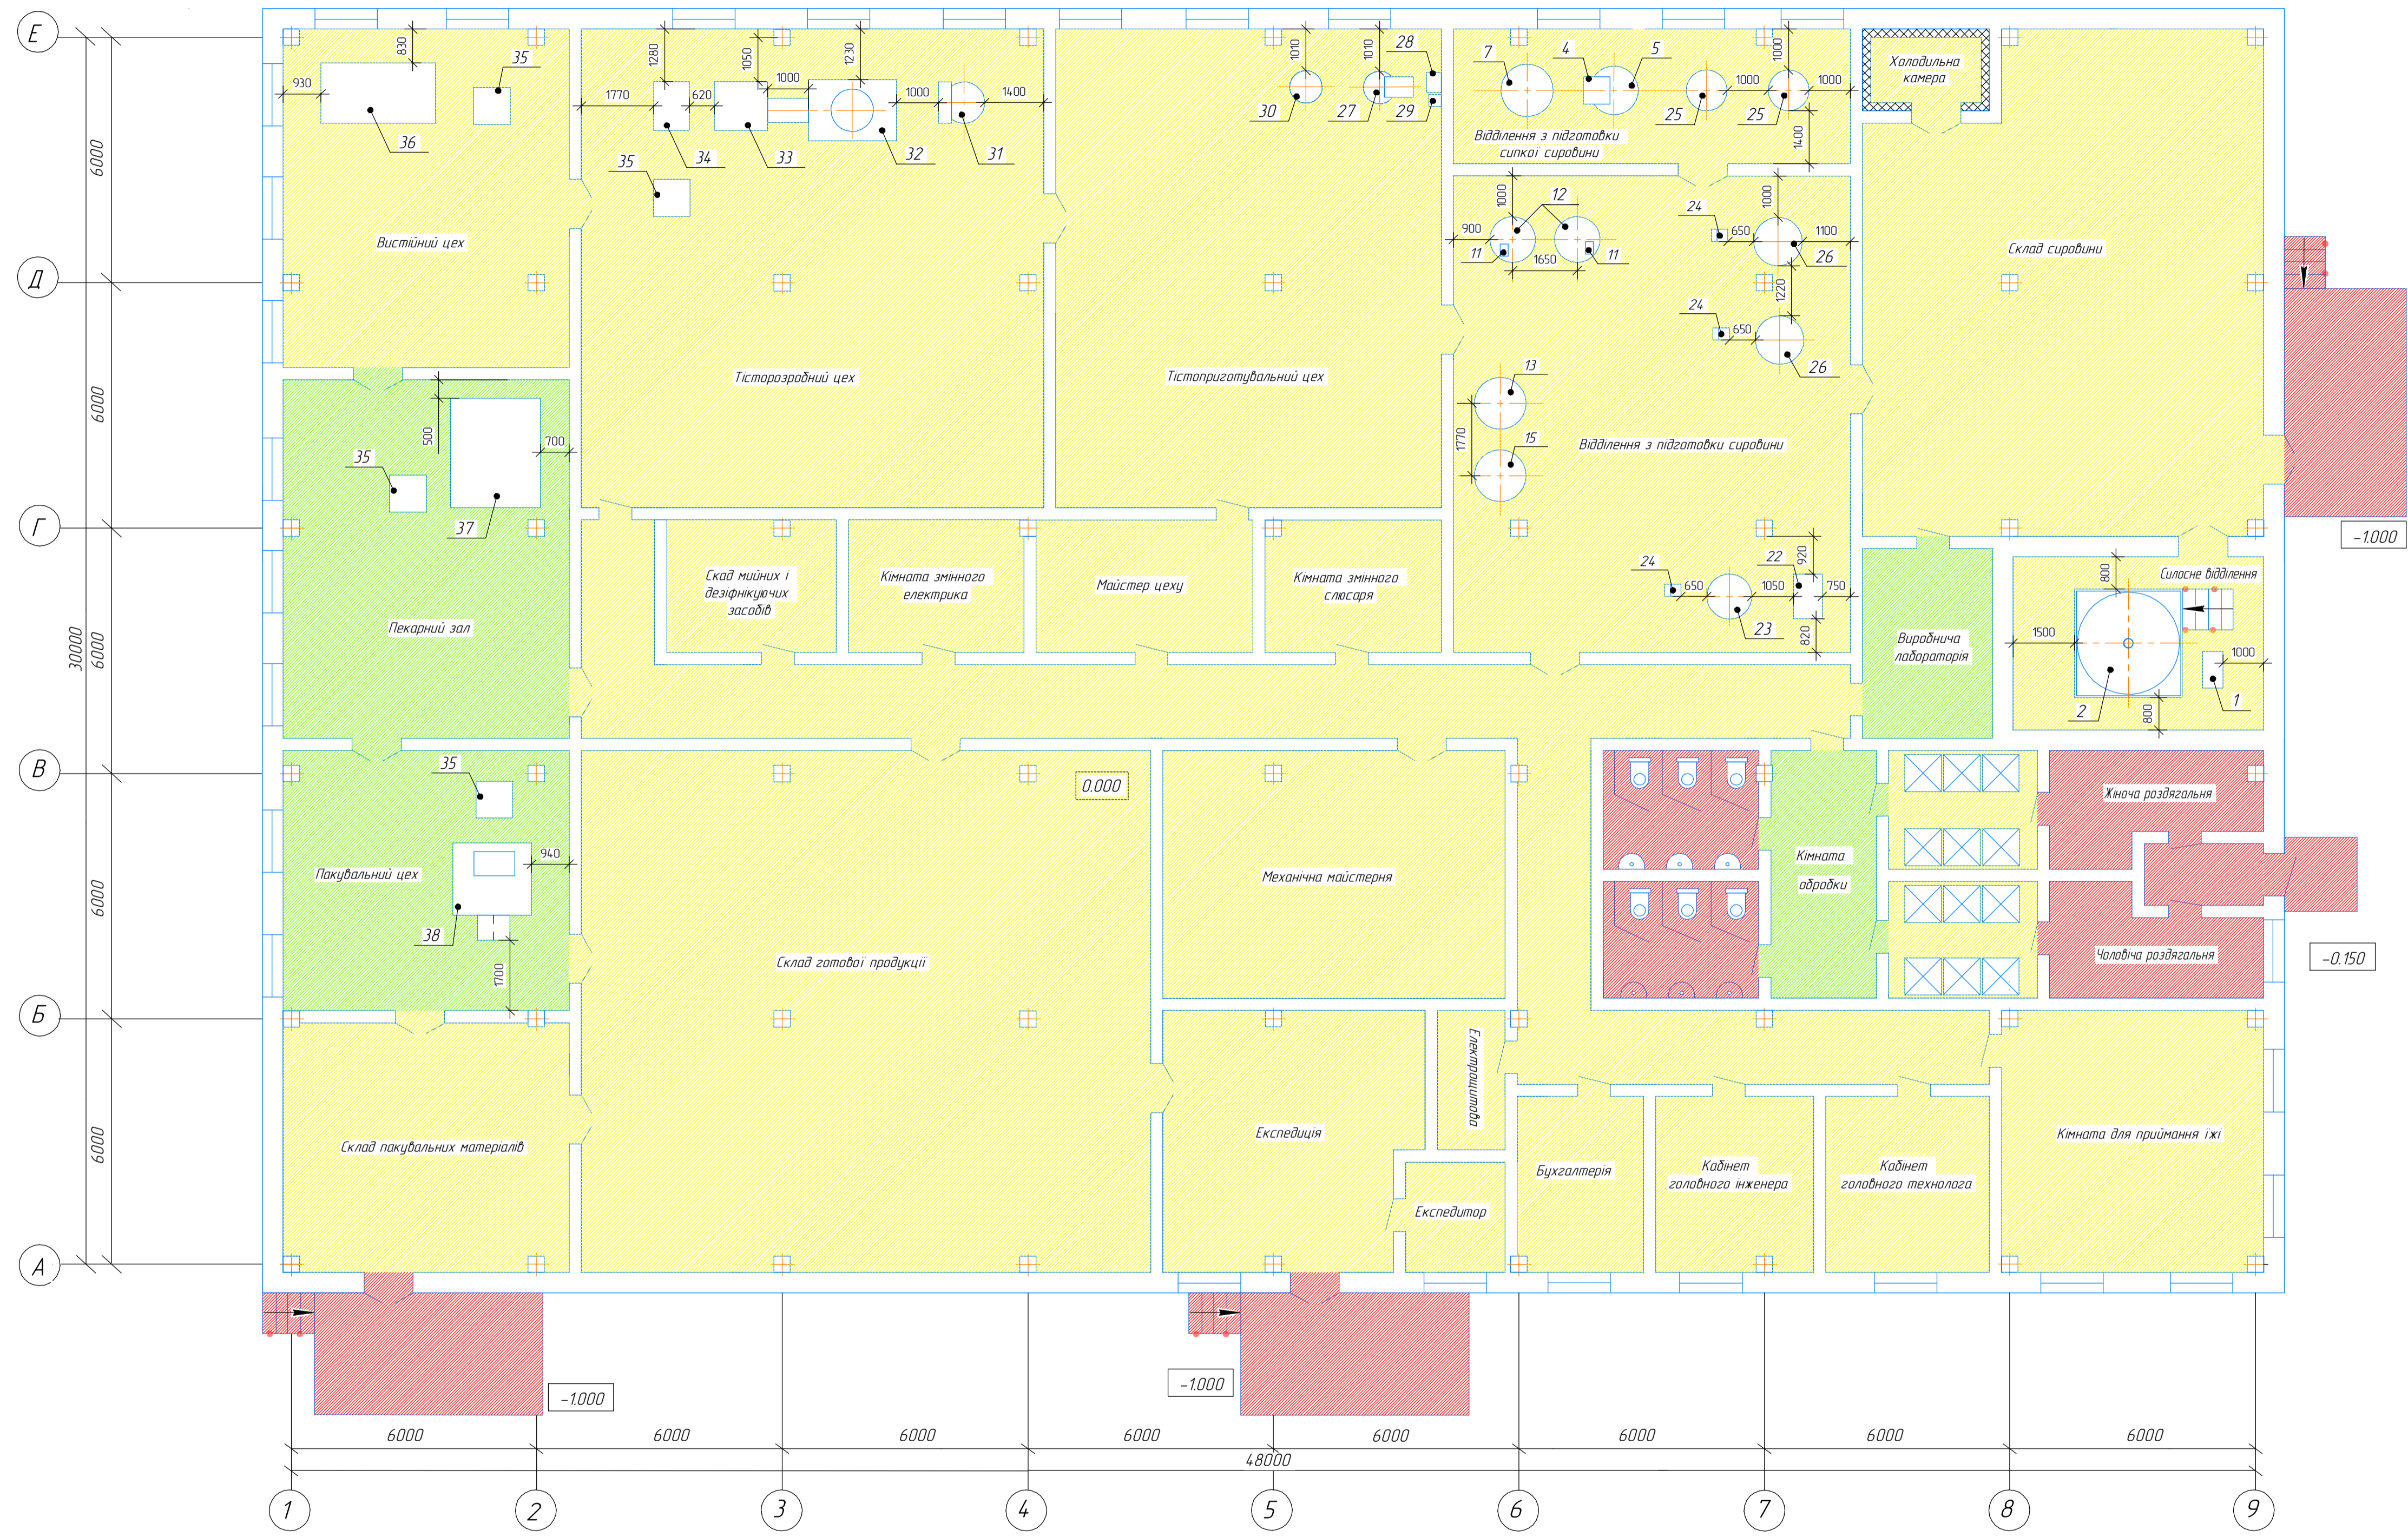 Е
Д
Г
В
Б
А
6000
6000
6000
6000
6000
30000
930
830
35
36
Вистійний цех
1280
1050
1230
1000
1770
620
1000
1400
34
33
32
31
35
Тісторозробний цех
1010
1010
28
30
27
29
Тістоприготувальний цех
7
4
5
1000
1000
1000
25
25
1400
Відділення з підготовки
сипкої сировини
Холодильна
камера
1000
12
900
11
11
1650
24
650
1000
1100
26
1220
24
650
26
13
1770
15
Відділення з підготовки сировини
24
650
23
1050
22
920
750
820
Склад сировини
-1.000
500
700
35
37
Пекарний зал
Скад мийних і
дезіфнікуючих
засобів
Кімната змінного
електрика
Майстер цеху
Кімната змінного
слюсаря
Виробнича
лабораторія
Силосне відділення
800
1500
1000
2
1
800
35
940
38
1700
Пакувальний цех
0.000
Склад готової продукції
Механічна майстерня
Кімната
обробки
Жіноча роздягальня
Чоловіча роздягальня
-0.150
Склад пакувальних матеріалів
Експедиція
Електрощитова
Експедитор
Бухгалтерія
Кабінет
головного інженера
Кабінет
головного технолога
Кімната для приймання їжі
-1.000
-1.000
6000
6000
6000
6000
6000
6000
6000
6000
48000
1
2
3
4
5
6
7
8
9